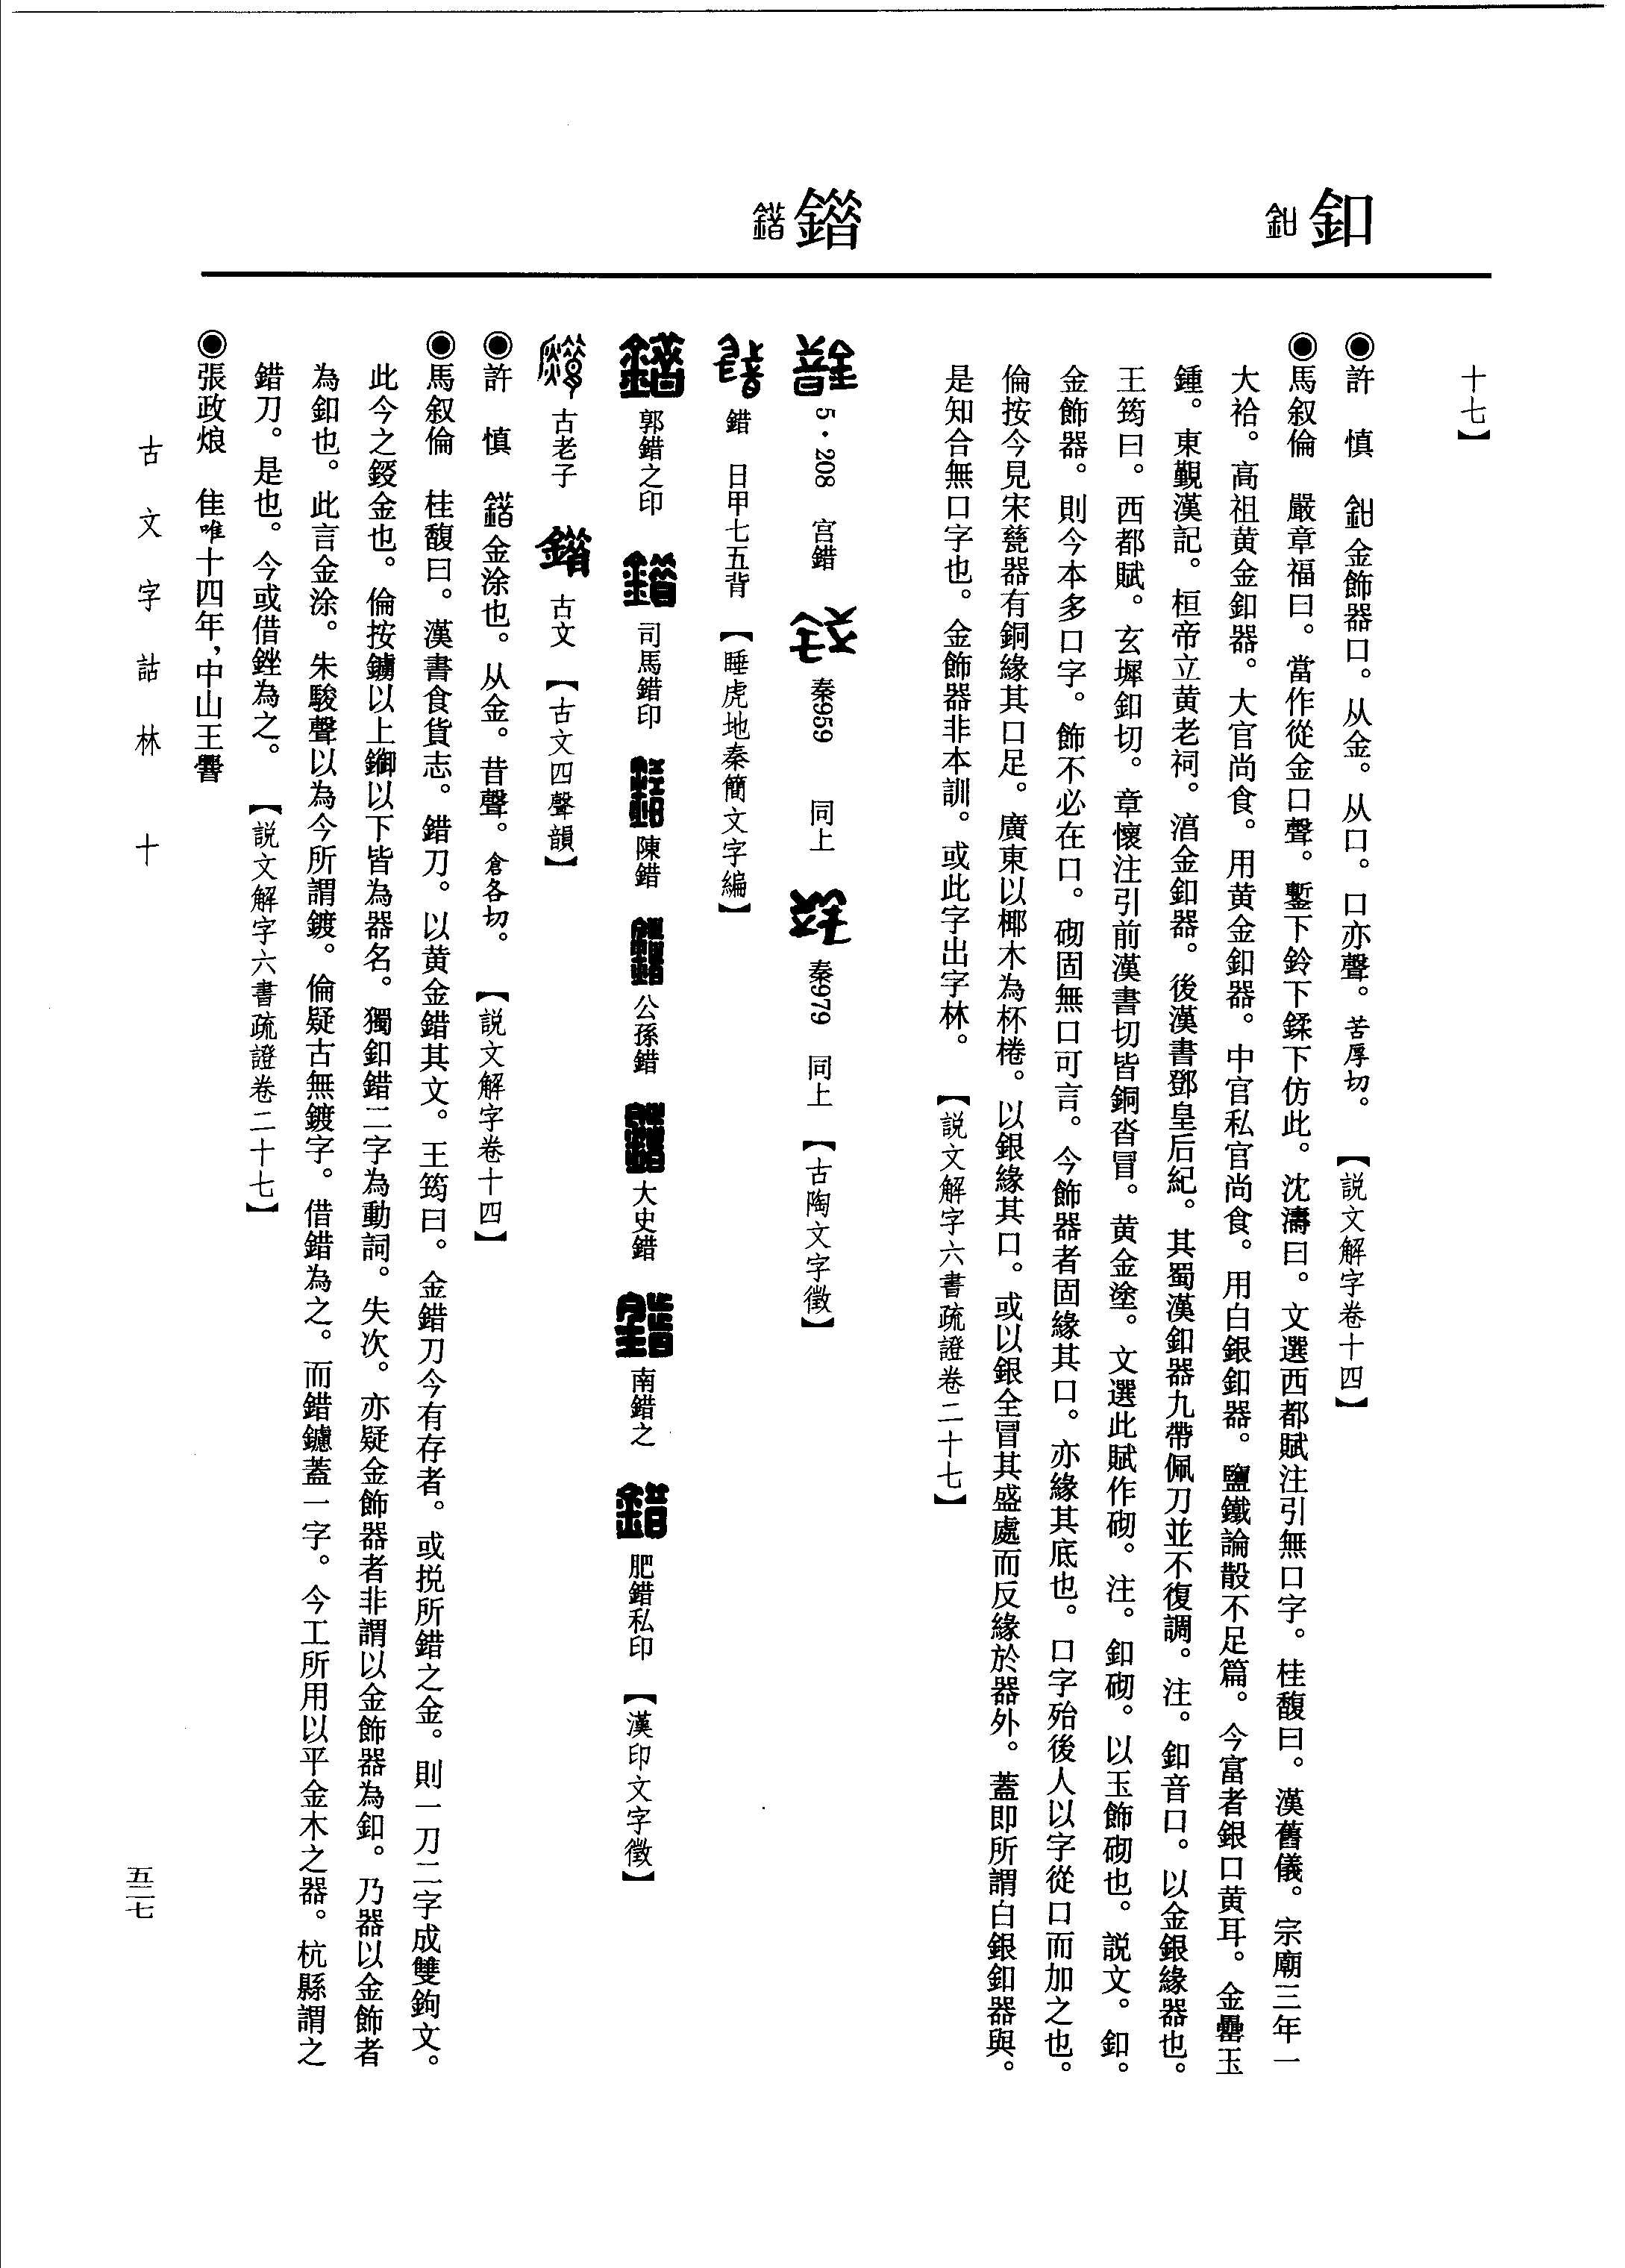 釦
錯
十七】
◉許　慎　釦金飾器口。从金。从口。口亦聲。苦厚切。【説文解字卷十四】
◉馬叙倫　嚴章福曰。當作從金口聲。鏨下鈴下鍒下仿此。沈濤曰。文選西都賦注引無口字。桂馥曰。漢舊儀。宗廟三年一
大祫。高祖黄金釦器。大官尚食。用黄金釦器。中官私官尚食。用白銀釦器。鹽鐵論散不足篇。今富者銀口黄耳。金罍玉
鍾。東觀漢記。桓帝立黄老祠。淯金釦器。後漢書鄧皇后紀。其蜀漢釦器九帶佩刀並不復調。注。釦音口。以金銀緣器也。
王筠曰。西都賦。玄墀釦切。章懷注引前漢書切皆銅沓冒。黄金塗。文選此賦作砌。注。釦砌。以玉飾砌也。説文。釦。
金飾器。則今本多口字。飾不必在口。砌固無口可言。今飾器者固緣其口。亦緣其底也。口字殆後人以字從口而加之也。
倫按今見宋甆器有銅緣其口足。廣東以椰木為杯棬。以銀緣其口。或以銀全冒其盛處而反緣於器外。蓋即所謂白銀釦器與。
是知合無口字也。金飾器非本訓。或此字出字林。【説文解字六書疏證卷二十七】
5·208　宫錯　秦959　同上　秦979　同上【古陶文字徵】
錯　日甲七五背【睡虎地秦簡文字編】
郭錯之印　司馬錯印　陳錯　公孫錯　大史錯　南錯之　肥錯私印【漢印文字徵】
古老子　古文【古文四聲韻】
◉許　慎　錯金涂也。从金。昔聲。倉各切。【説文解字卷十四】
◉馬叙倫　桂馥曰。漢書食貨志。錯刀。以黄金錯其文。王筠曰。金錯刀今有存者。或挩所錯之金。則一刀二字成雙鉤文。
此今之錽金也。倫按鏞以上鎺以下皆為器名。獨釦錯二字為動詞。失次。亦疑金飾器者非謂以金飾器為釦。乃器以金飾者
為釦也。此言金涂。朱駿聲以為今所謂鍍。倫疑古無鍍字。借錯為之。而錯鑢蓋一字。今工所用以平金木之器。杭縣謂之
錯刀。是也。今或借銼為之。【説文解字六書疏證卷二十七】
◉張政烺　隹唯十四年，中山王𰯼
古文字詁林　十
五二七